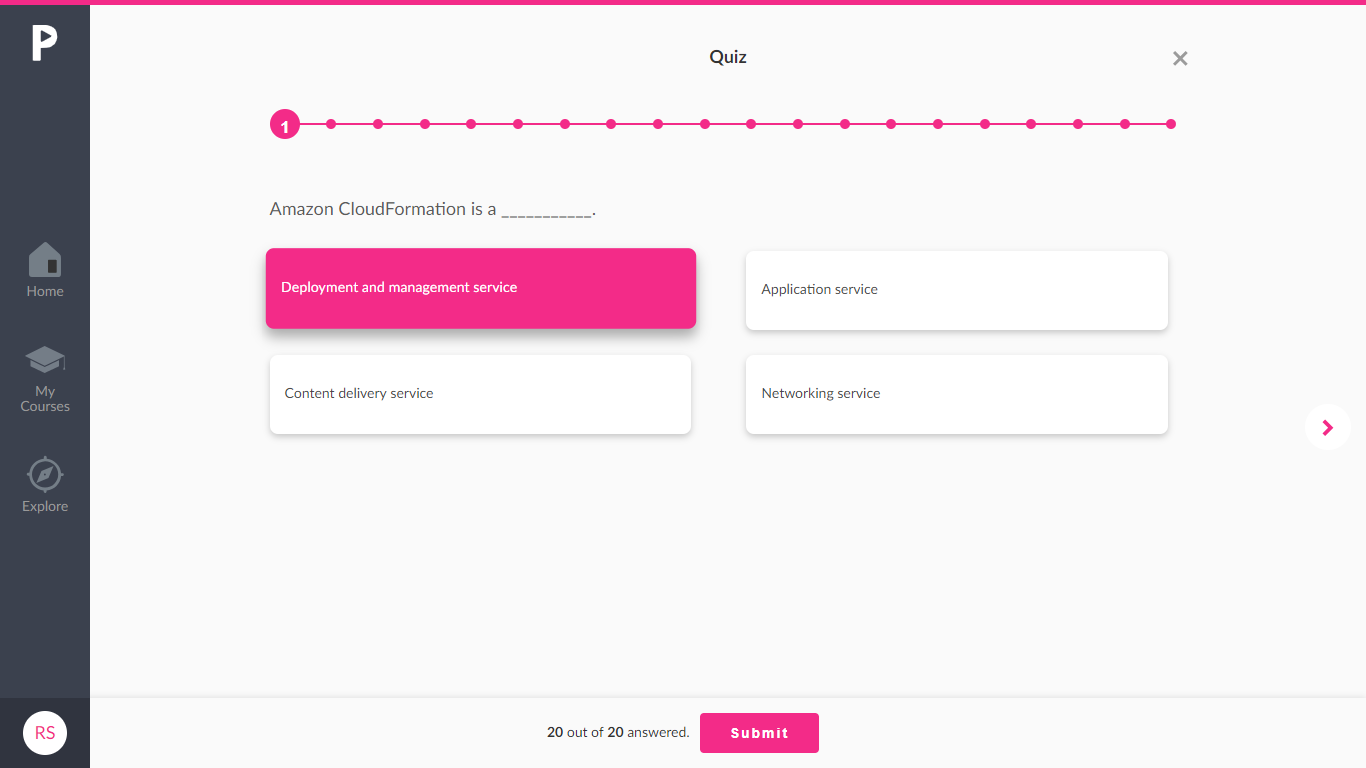 Quiz
1
Amazon CloudFormation is a ___________.
Deployment and management service
Application service
Content delivery service
Networking service
Home
My
Courses
Explore
RS
20 out of 20 answered.
Submit